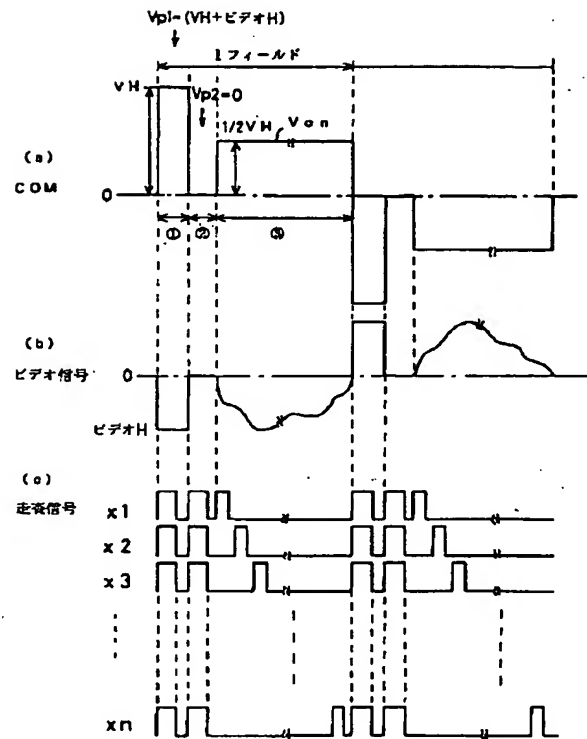 Vp1=(VH+ビデオH)
1フィールド
VH
Vp2=0
1/2VH Von
(a)
COM
0
① ② ③
(b)
ビデオ信号
0
ビデオH
(c)
走査信号
x1
x2
x3
xn